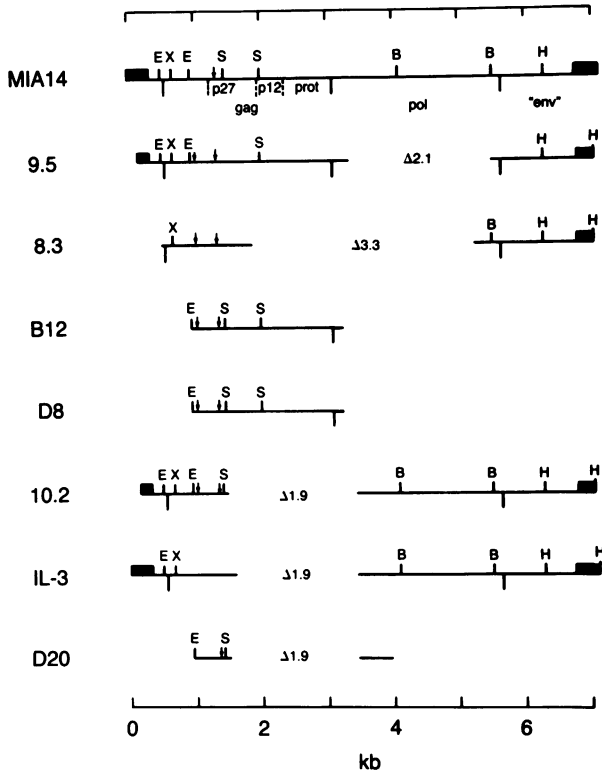 E X E S S B B H
MIA14
p27 p12 prot
gag pol "env"
E X E S H H
9.5 Δ2.1
X B H H
8.3 Δ3.3
E S S
B12
E S S
D8
E X E S B B H H
10.2 Δ1.9
E X B B H H
IL-3 Δ1.9
E S
D20 Δ1.9
0 2 4 6
kb